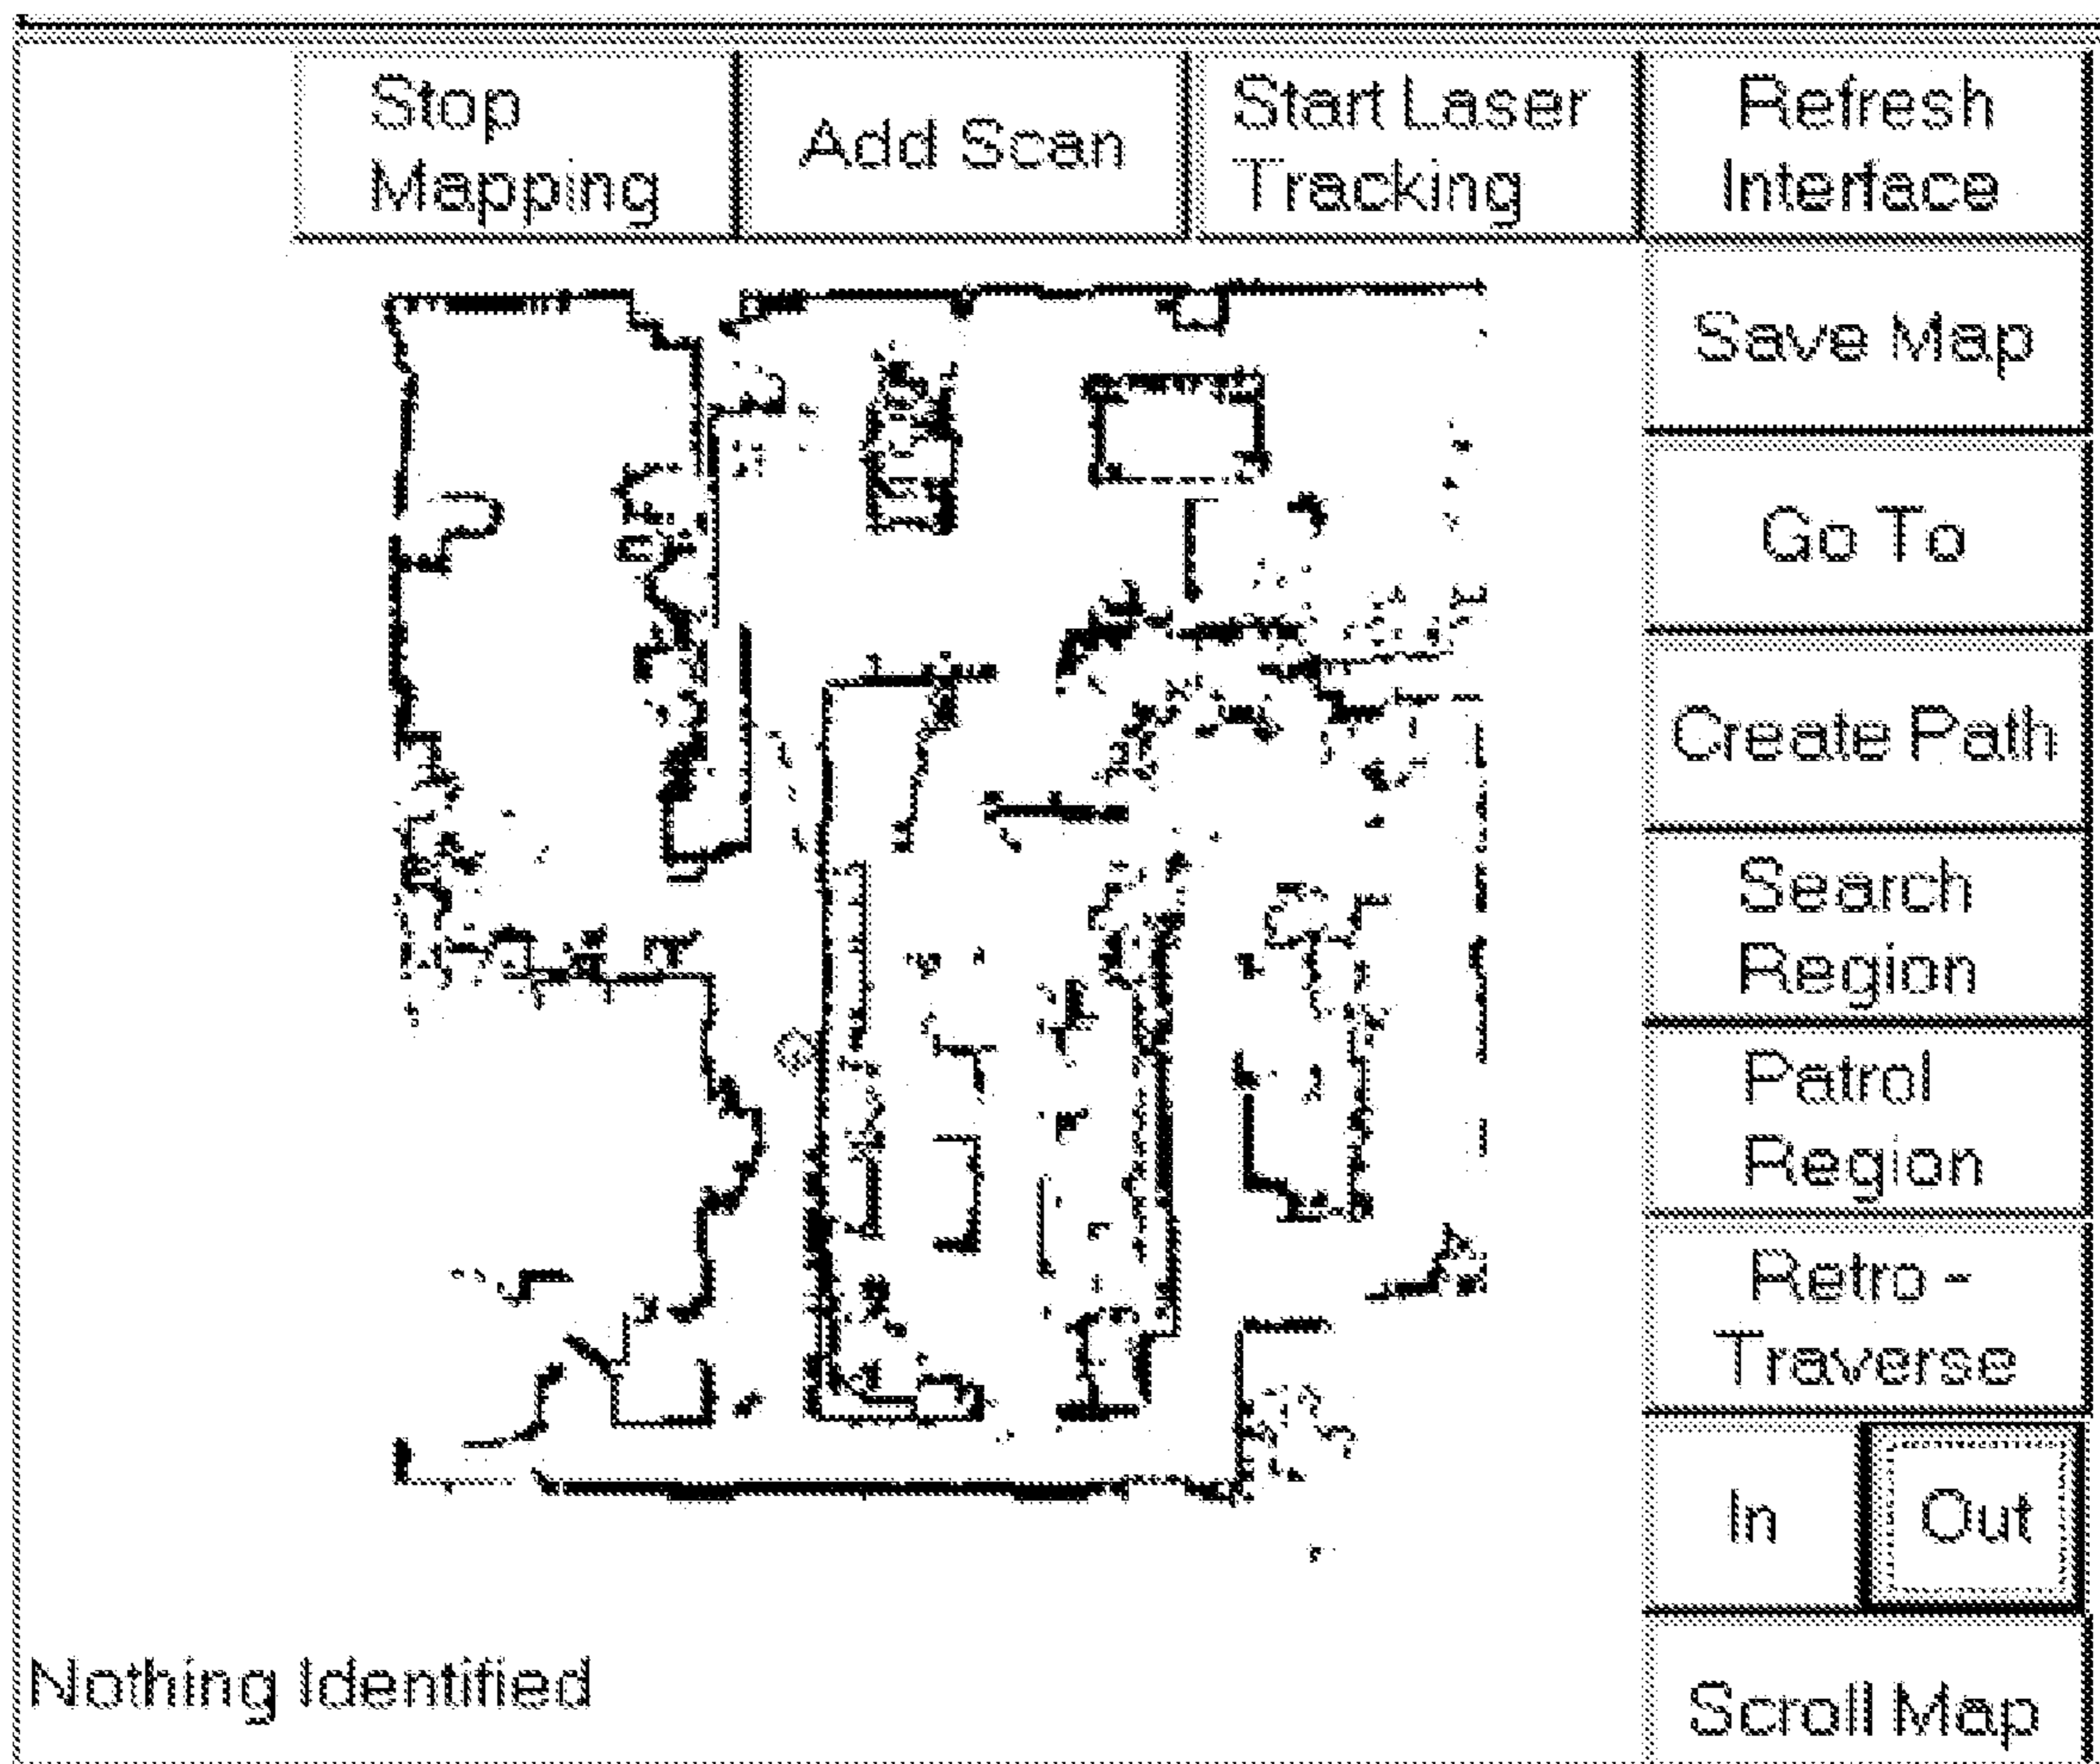 Stop
Mapping
Add Scan
Start Laser
Tracking
Refresh
Interface
Save Map
Go To
Create Path
Search
Region
Patrol
Region
Retro -
Traverse
In
Out
Scroll Map
Nothing Identified